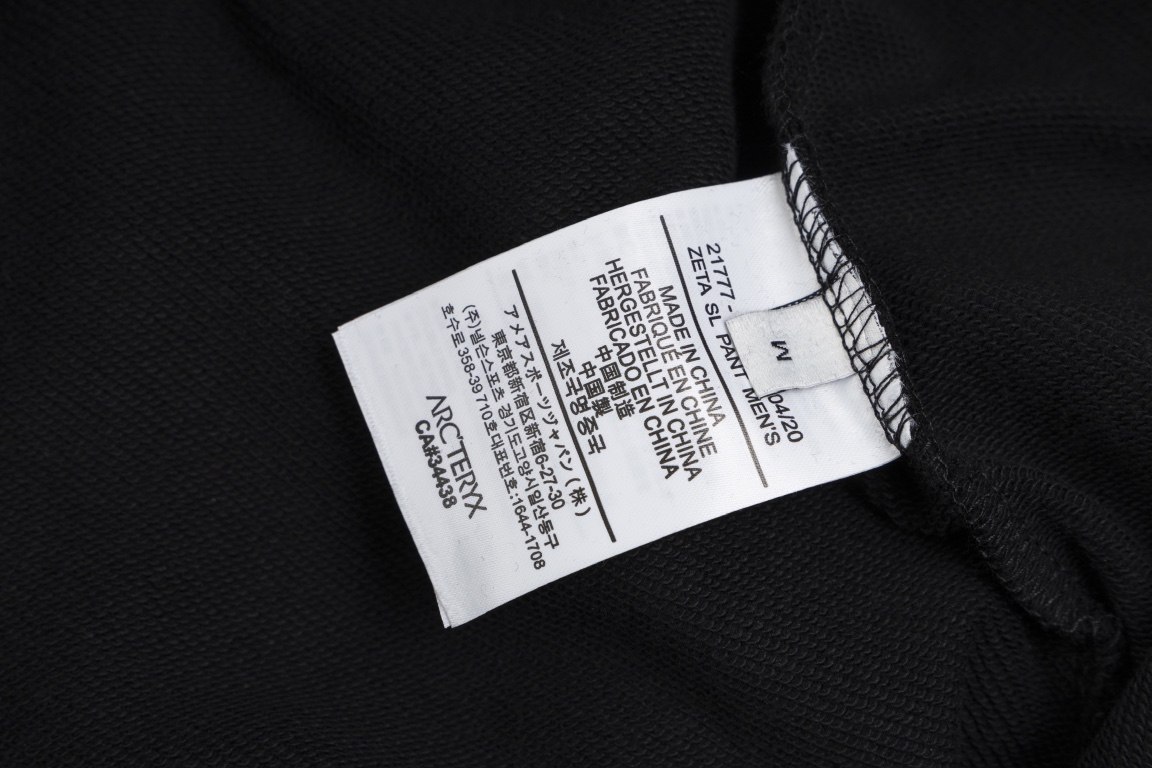 21777 -
04/20
ZETA SL PANT MEN'S
M
MADE IN CHINA
FABRIQUÉ EN CHINE
HERGESTELLT IN CHINA
FABRICADO EN CHINA
中国制造
中國製
제조국명중국
アメアスポーツジャパン(株)
東京都新宿区新宿6-27-30
(주)넬슨스포츠 경기도고양시일산동구
호수로358-39710호대표번호:1644-1708
ARC'TERYX
CA#34438